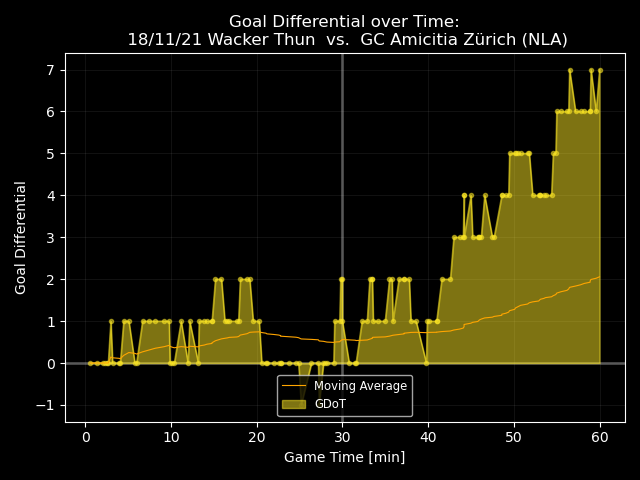 Goal Differential over Time:
18/11/21 Wacker Thun  vs.  GC Amicitia Zürich (NLA)
Goal Differential
7
6
5
4
3
2
1
0
−1
Moving Average
GDoT
0 10 20 30 40 50 60
Game Time [min]